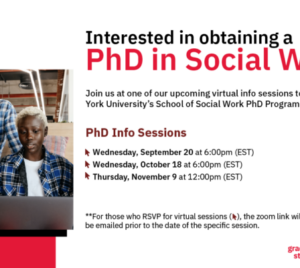 Interested in obtaining a
PhD in Social W
Join us at one of our upcoming virtual info sessions to
York University's School of Social Work PhD Program
PhD Info Sessions
Wednesday, September 20 at 6:00pm (EST)
Wednesday, October 18 at 6:00pm (EST)
Thursday, November 9 at 12:00pm (EST)
**For those who RSVP for virtual sessions ( ), the zoom link will
be emailed prior to the date of the specific session.
gra
st